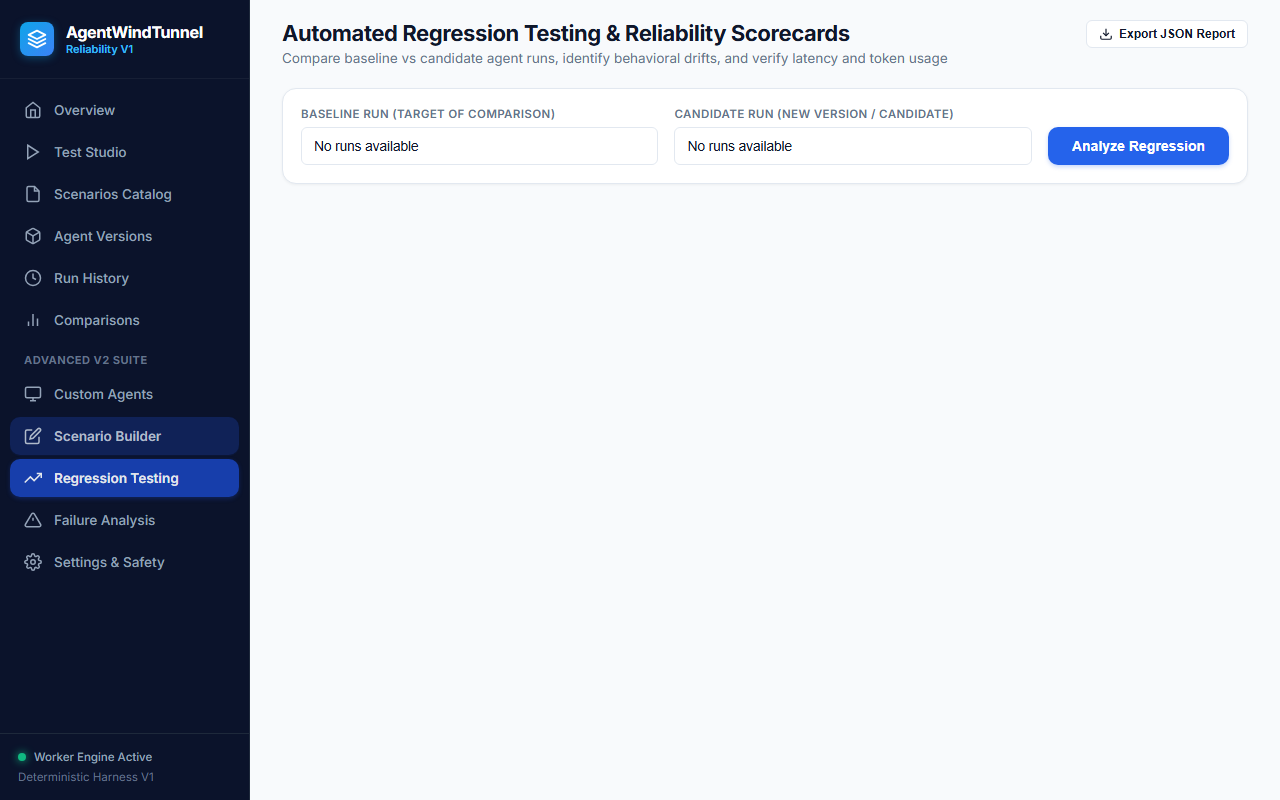 AgentWindTunnel
Reliability V1
Overview
Test Studio
Scenarios Catalog
Agent Versions
Run History
Comparisons
ADVANCED V2 SUITE
Custom Agents
Scenario Builder
Regression Testing
Failure Analysis
Settings & Safety
Worker Engine Active
Deterministic Harness V1
Automated Regression Testing & Reliability Scorecards
Compare baseline vs candidate agent runs, identify behavioral drifts, and verify latency and token usage
Export JSON Report
BASELINE RUN (TARGET OF COMPARISON)
No runs available
CANDIDATE RUN (NEW VERSION / CANDIDATE)
No runs available
Analyze Regression